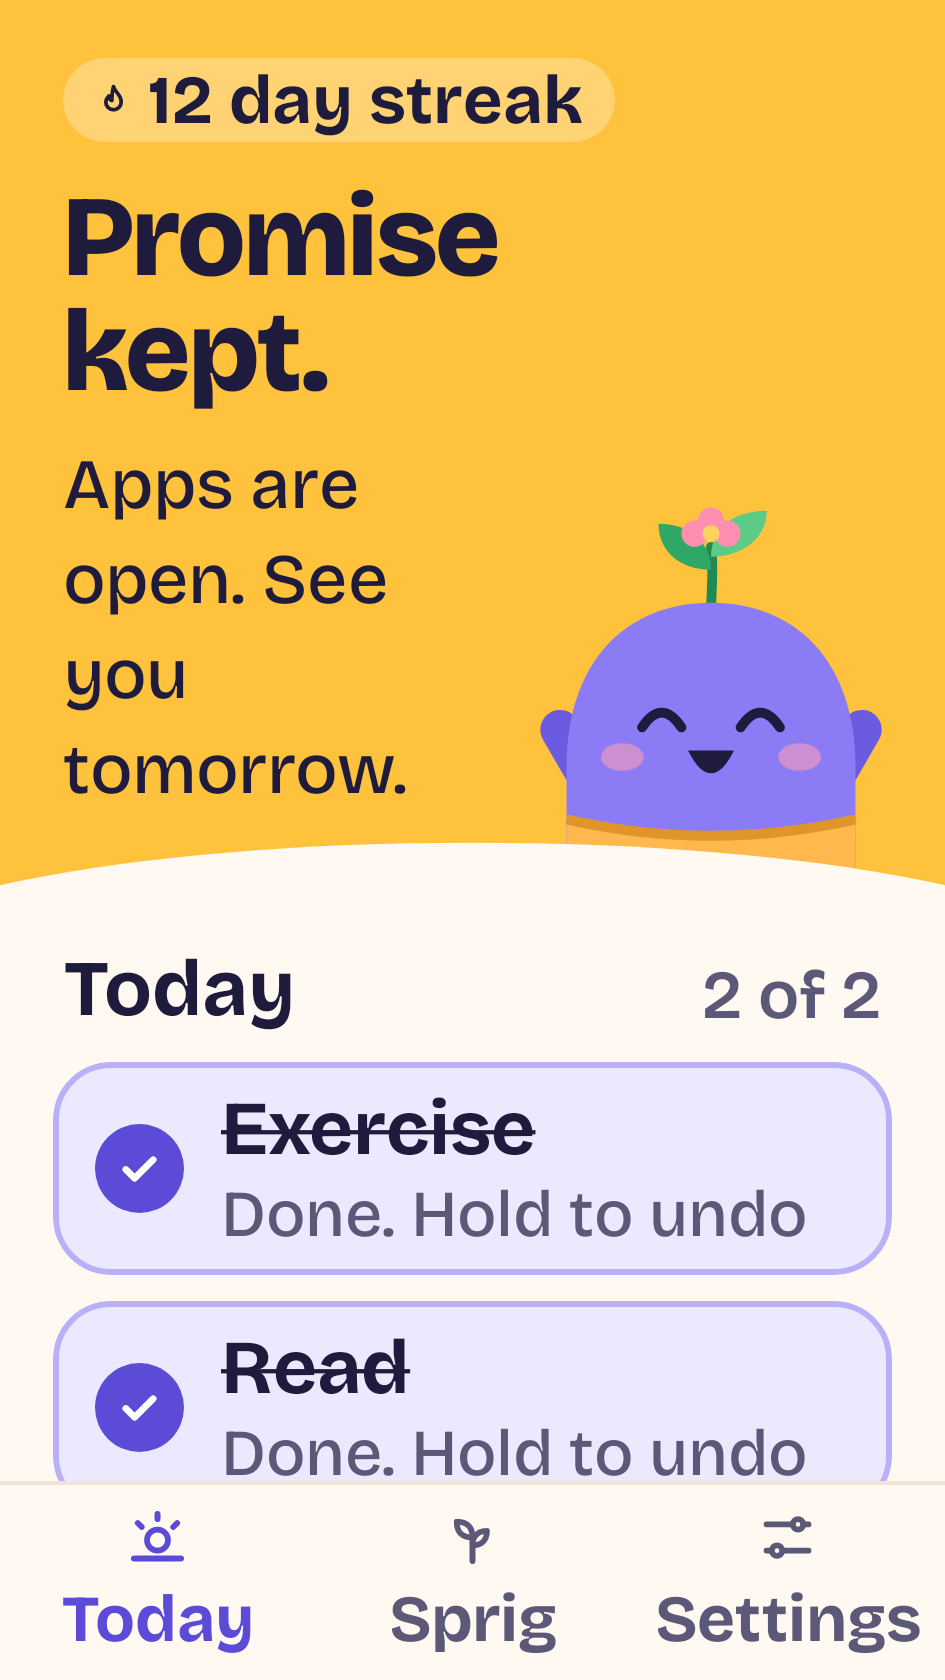 12 day streak
Promise
kept.
Apps are
open. See
you
tomorrow.
Today
2 of 2
Exercise
Done. Hold to undo
Read
Done. Hold to undo
Today
Sprig
Settings